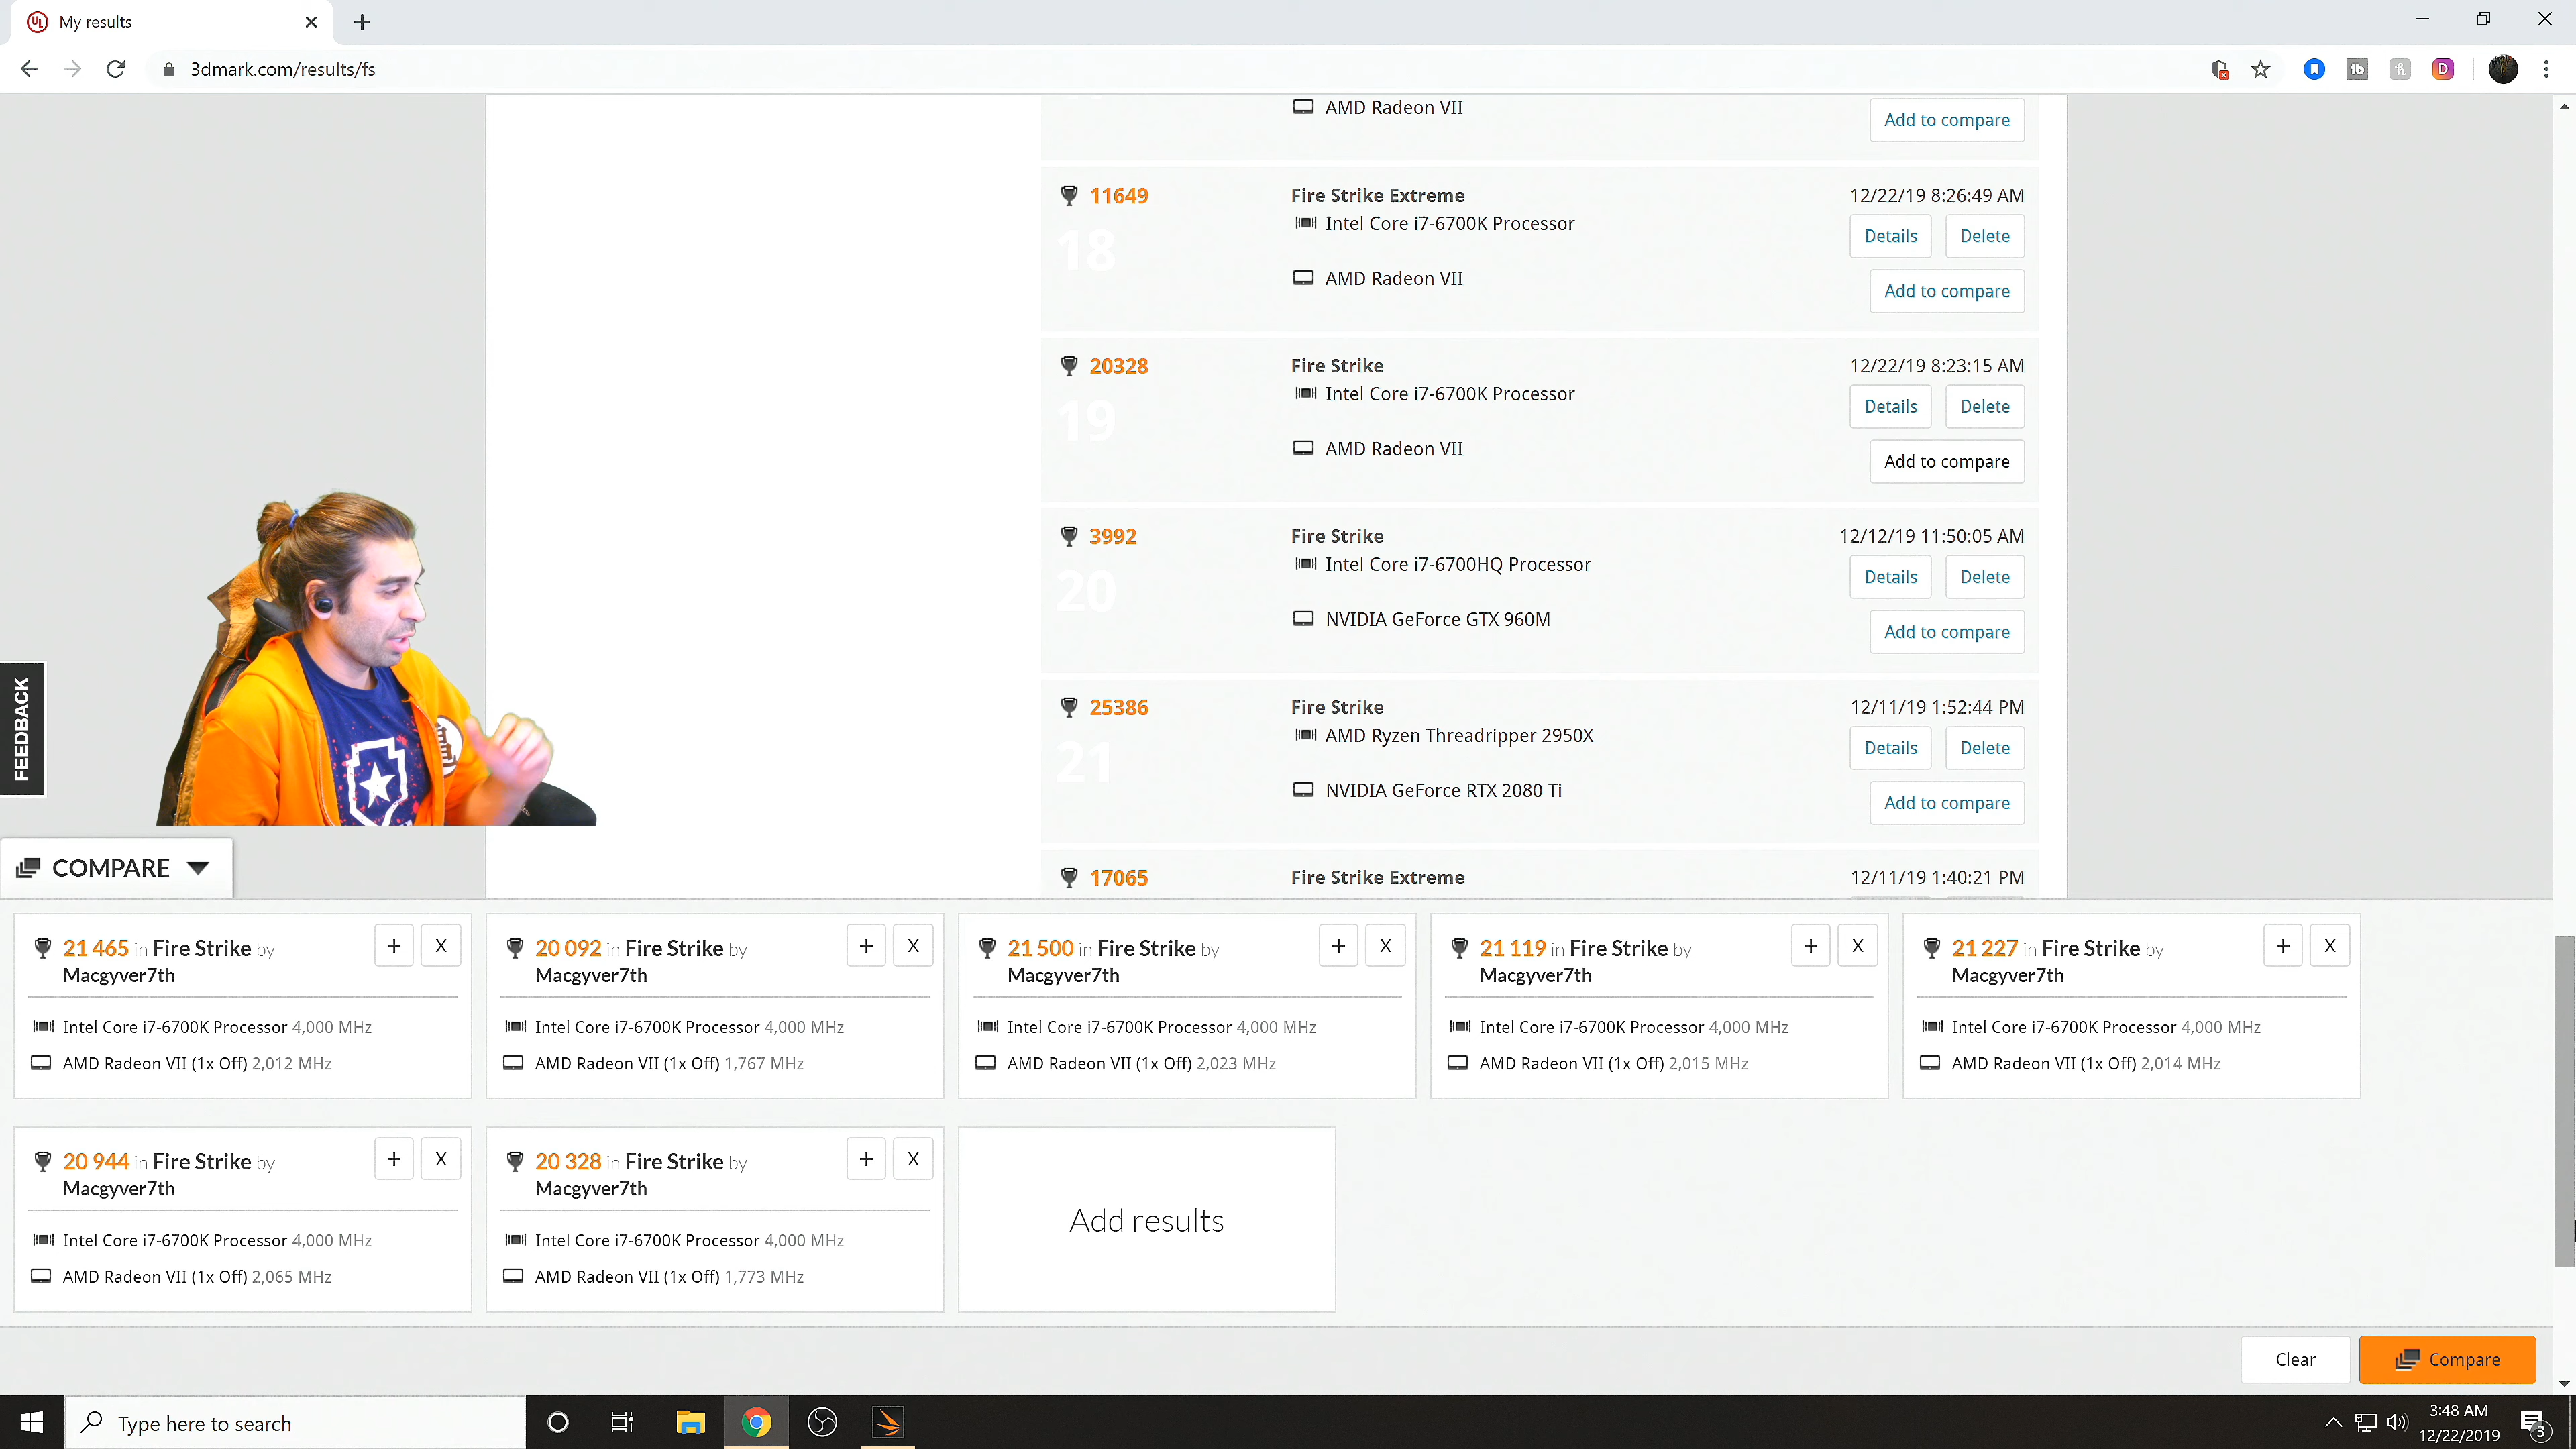 My results
3dmark.com/results/fs
AMD Radeon VII
Add to compare
11649
Fire Strike Extreme
12/22/19 8:26:49 AM
18
Intel Core i7-6700K Processor
Details
Delete
AMD Radeon VII
Add to compare
20328
Fire Strike
12/22/19 8:23:15 AM
19
Intel Core i7-6700K Processor
Details
Delete
AMD Radeon VII
Add to compare
3992
Fire Strike
12/12/19 11:50:05 AM
20
Intel Core i7-6700HQ Processor
Details
Delete
NVIDIA GeForce GTX 960M
Add to compare
25386
Fire Strike
12/11/19 1:52:44 PM
21
AMD Ryzen Threadripper 2950X
Details
Delete
NVIDIA GeForce RTX 2080 Ti
Add to compare
17065
Fire Strike Extreme
12/11/19 1:40:21 PM
FEEDBACK
COMPARE
21 465 in Fire Strike by
Macgyver7th
+
X
Intel Core i7-6700K Processor 4,000 MHz
AMD Radeon VII (1x Off) 2,012 MHz
20 092 in Fire Strike by
Macgyver7th
+
X
Intel Core i7-6700K Processor 4,000 MHz
AMD Radeon VII (1x Off) 1,767 MHz
21 500 in Fire Strike by
Macgyver7th
+
X
Intel Core i7-6700K Processor 4,000 MHz
AMD Radeon VII (1x Off) 2,023 MHz
21 119 in Fire Strike by
Macgyver7th
+
X
Intel Core i7-6700K Processor 4,000 MHz
AMD Radeon VII (1x Off) 2,015 MHz
21 227 in Fire Strike by
Macgyver7th
+
X
Intel Core i7-6700K Processor 4,000 MHz
AMD Radeon VII (1x Off) 2,014 MHz
20 944 in Fire Strike by
Macgyver7th
+
X
Intel Core i7-6700K Processor 4,000 MHz
AMD Radeon VII (1x Off) 2,065 MHz
20 328 in Fire Strike by
Macgyver7th
+
X
Intel Core i7-6700K Processor 4,000 MHz
AMD Radeon VII (1x Off) 1,773 MHz
Add results
Clear
Compare
Type here to search
3:48 AM
12/22/2019
3